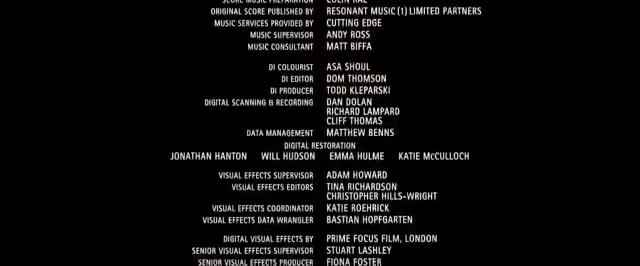 SCORE MUSIC PREPARATION COLIN RAE
ORIGINAL SCORE PUBLISHED BY RESONANT MUSIC (1) LIMITED PARTNERS
MUSIC SERVICES PROVIDED BY CUTTING EDGE
MUSIC SUPERVISOR ANDY ROSS
MUSIC CONSULTANT MATT BIFFA
DI COLOURIST ASA SHOUL
DI EDITOR DOM THOMSON
DI PRODUCER TODD KLEPARSKI
DIGITAL SCANNING & RECORDING DAN DOLAN
RICHARD LAMPARD
CLIFF THOMAS
DATA MANAGEMENT MATTHEW BENNS
DIGITAL RESTORATION
JONATHAN HANTON WILL HUDSON EMMA HULME KATIE McCULLOCH
VISUAL EFFECTS SUPERVISOR ADAM HOWARD
VISUAL EFFECTS EDITORS TINA RICHARDSON
CHRISTOPHER HILLS-WRIGHT
VISUAL EFFECTS COORDINATOR KATIE ROEHRICK
VISUAL EFFECTS DATA WRANGLER BASTIAN HOPFGARTEN
DIGITAL VISUAL EFFECTS BY PRIME FOCUS FILM, LONDON
SENIOR VISUAL EFFECTS SUPERVISOR STUART LASHLEY
SENIOR VISUAL EFFECTS PRODUCER FIONA FOSTER